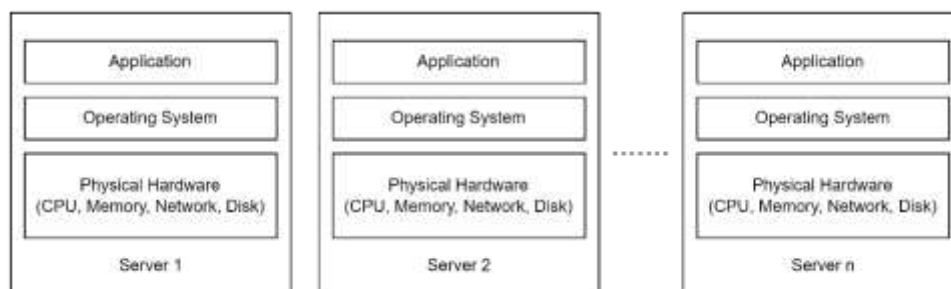 Application
Operating System
Physical Hardware
(CPU, Memory, Network, Disk)
Server 1
Application
Operating System
Physical Hardware
(CPU, Memory, Network, Disk)
Server 2
Application
Operating System
Physical Hardware
(CPU, Memory, Network, Disk)
Server n